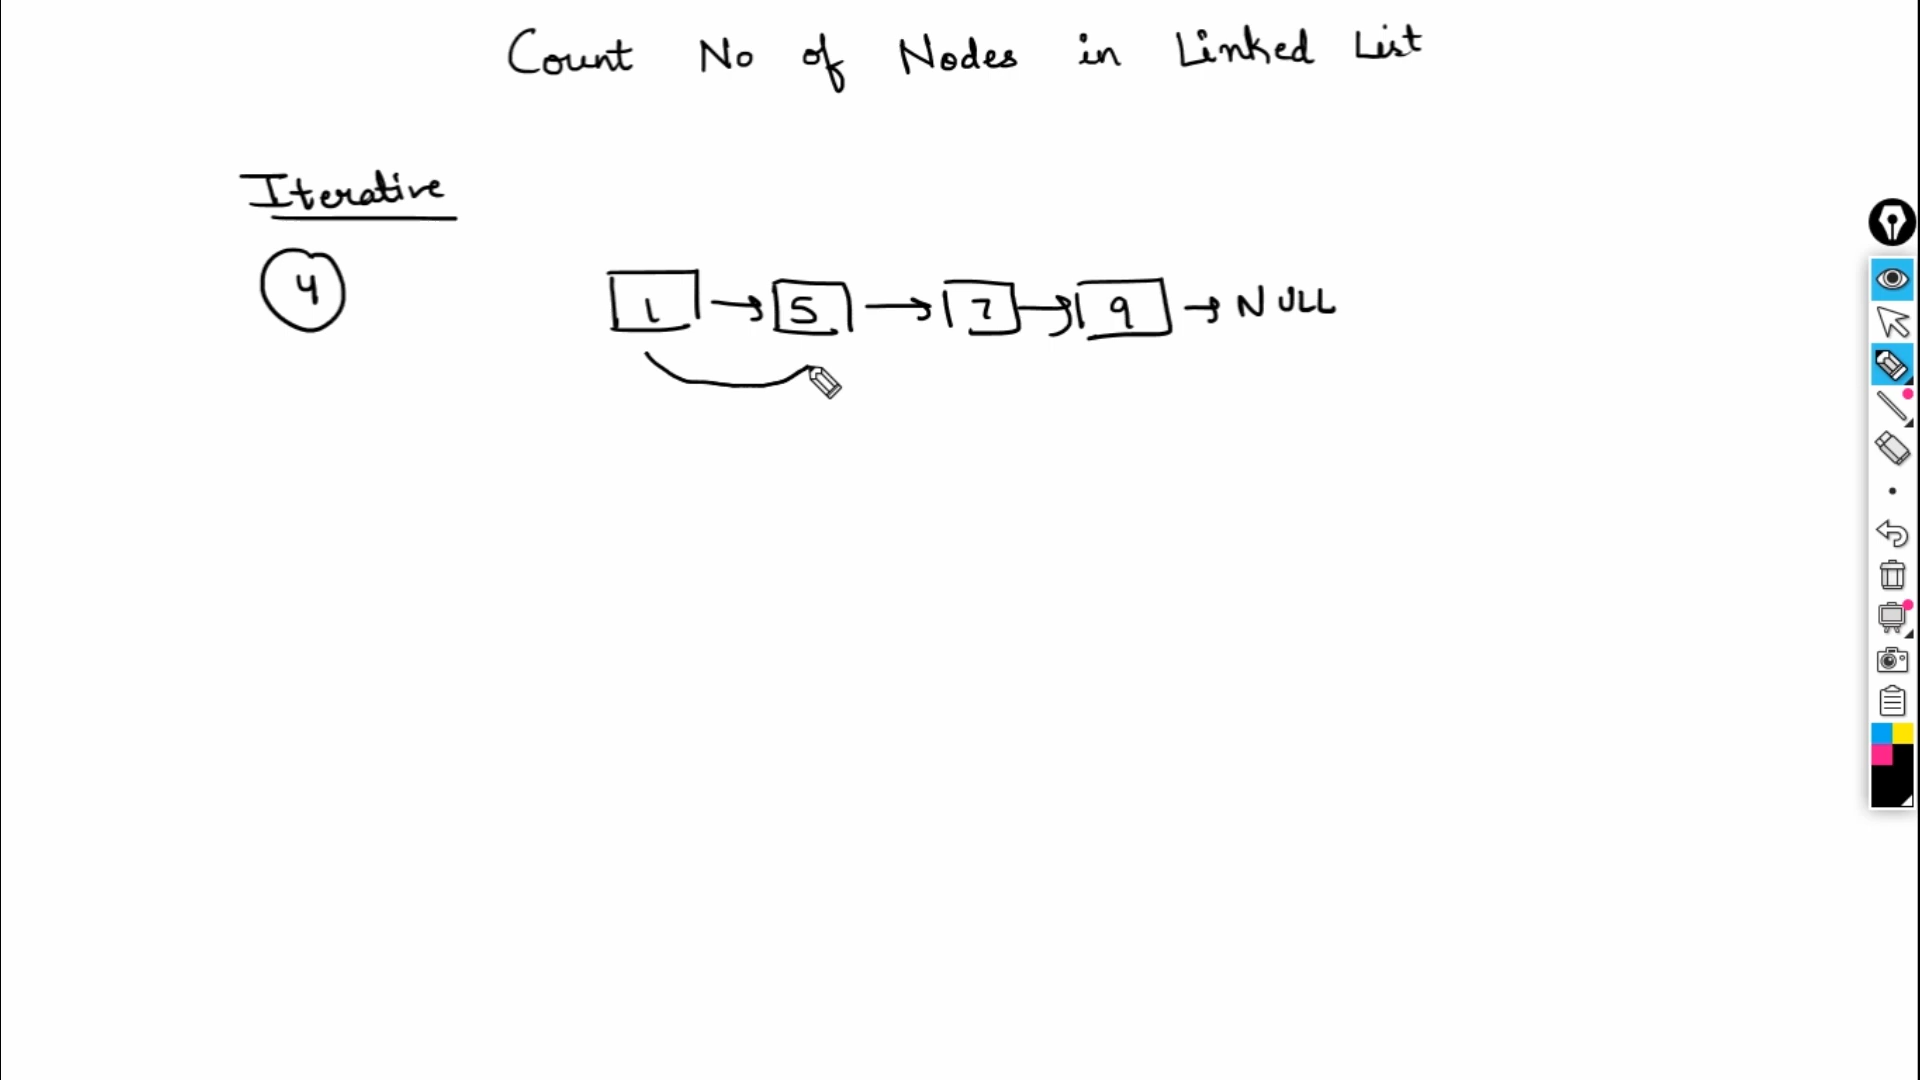 Count No of Nodes in Linked List
Iterative
4
1 → 5 → 7 → 9 → NULL